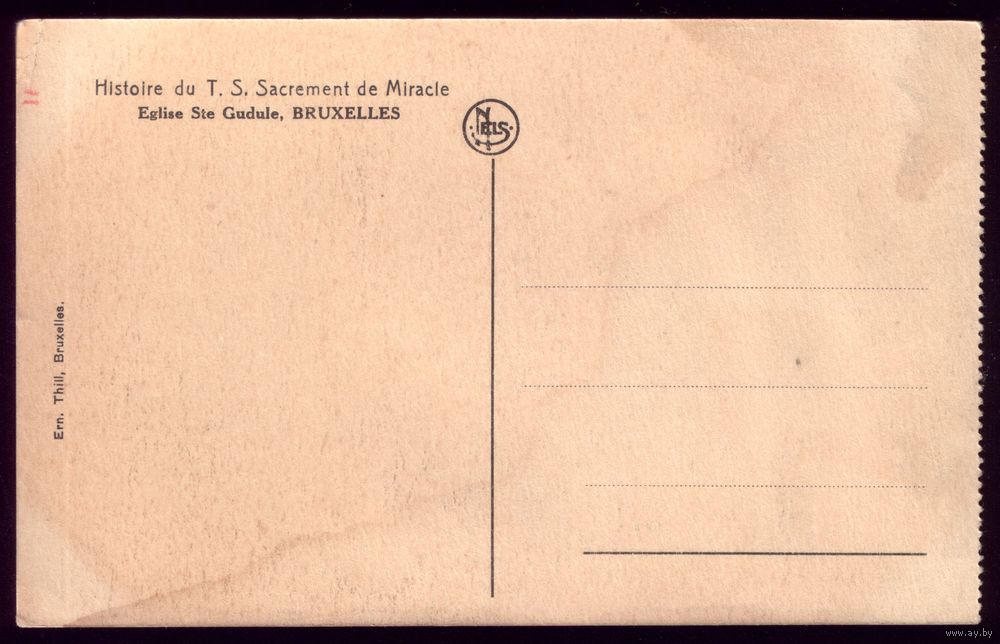 Histoire du T. S. Sacrement de Miracle
Eglise Ste Gudule, BRUXELLES
NELS
Ern. Thill, Bruxelles.
www.ay.by